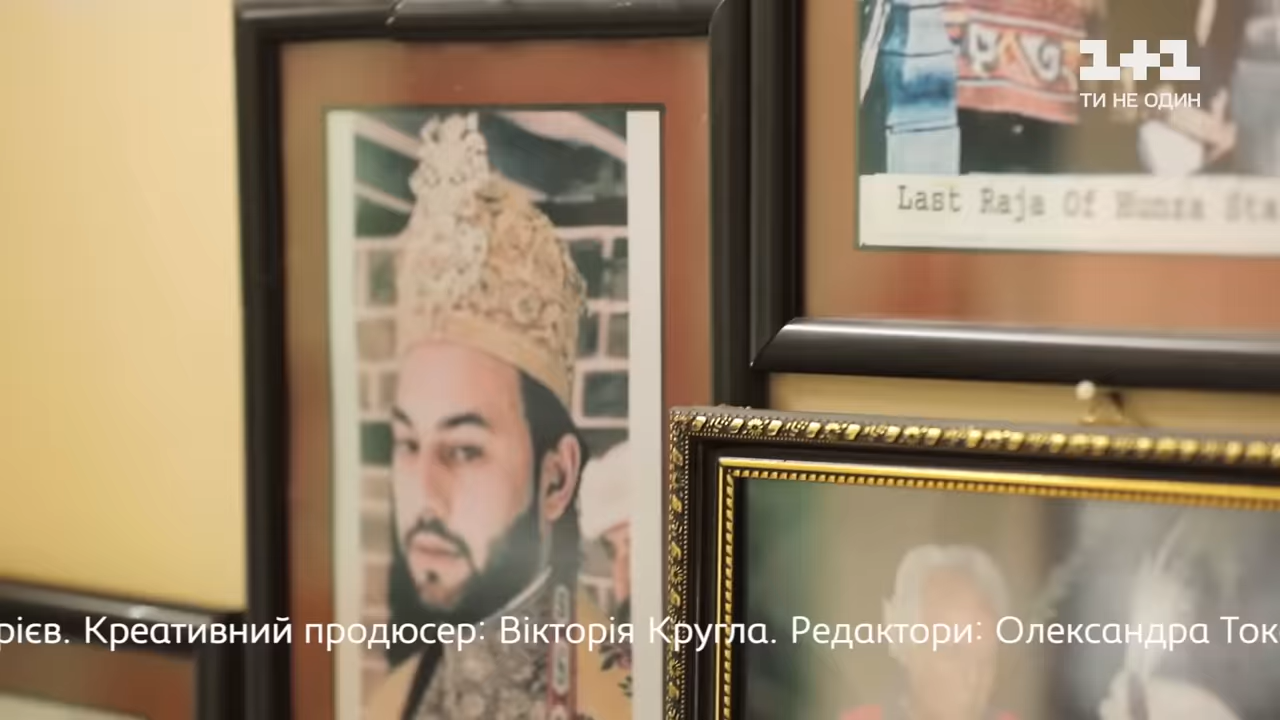 1+1
ТИ НЕ ОДИН
Last Raja Of Hunza Sta
рієв. Креативний продюсер: Вікторія Кругла. Редактори: Олександра Ток